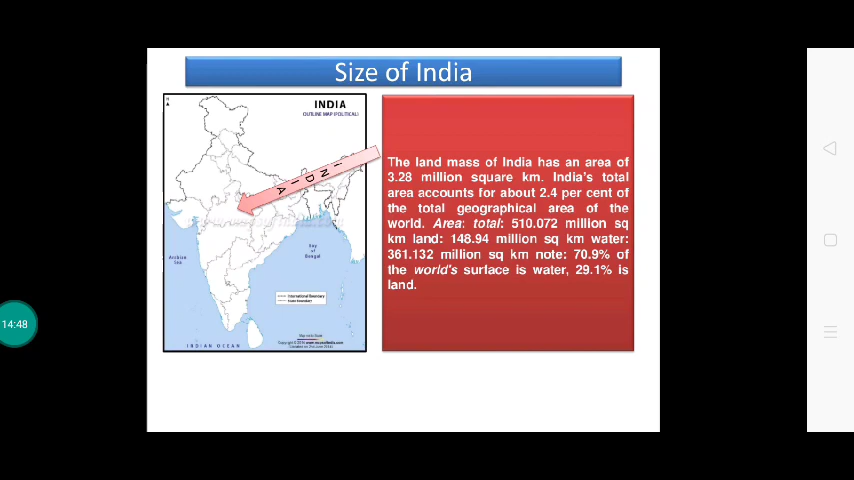 Size of India
INDIA
OUTLINE MAP (POLITICAL)
N
INDIA
Arabian
Sea
Bay
of
Bengal
International Boundary
State Boundary
INDIAN OCEAN
The land mass of India has an area of
3.28 million square km. India's total
area accounts for about 2.4 per cent of
the total geographical area of the
world. Area: total: 510.072 million sq
km land: 148.94 million sq km water:
361.132 million sq km note: 70.9% of
the world's surface is water, 29.1% is
land.
14:48